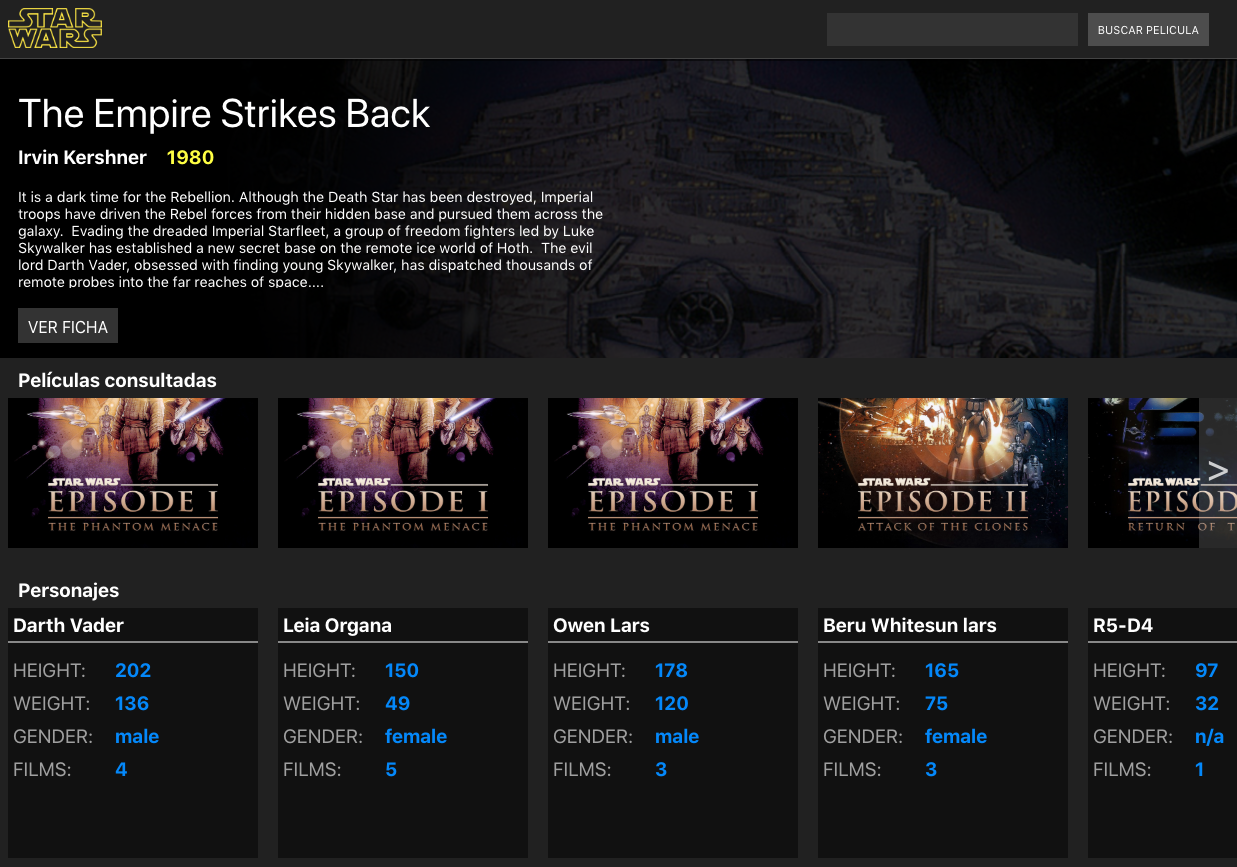 STAR
WARS
BUSCAR PELICULA
The Empire Strikes Back
Irvin Kershner 1980
It is a dark time for the Rebellion. Although the Death Star has been destroyed, Imperial
troops have driven the Rebel forces from their hidden base and pursued them across the
galaxy.  Evading the dreaded Imperial Starfleet, a group of freedom fighters led by Luke
Skywalker has established a new secret base on the remote ice world of Hoth.  The evil
lord Darth Vader, obsessed with finding young Skywalker, has dispatched thousands of
remote probes into the far reaches of space....
VER FICHA
Películas consultadas
STAR WARS
EPISODE I
THE PHANTOM MENACE
STAR WARS
EPISODE I
THE PHANTOM MENACE
STAR WARS
EPISODE I
THE PHANTOM MENACE
STAR WARS
EPISODE II
ATTACK OF THE CLONES
STAR WARS
EPISOD
RETURN OF T
>
Personajes
Darth Vader
HEIGHT: 202
WEIGHT: 136
GENDER: male
FILMS: 4
Leia Organa
HEIGHT: 150
WEIGHT: 49
GENDER: female
FILMS: 5
Owen Lars
HEIGHT: 178
WEIGHT: 120
GENDER: male
FILMS: 3
Beru Whitesun lars
HEIGHT: 165
WEIGHT: 75
GENDER: female
FILMS: 3
R5-D4
HEIGHT: 97
WEIGHT: 32
GENDER: n/a
FILMS: 1